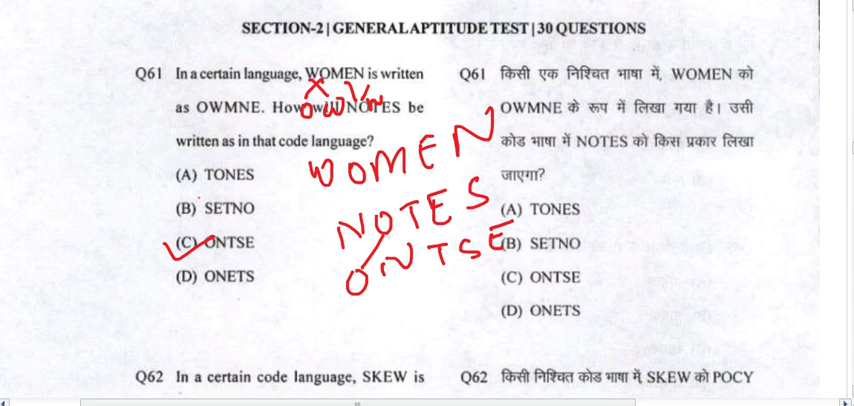 SECTION-2 | GENERAL APTITUDE TEST | 30 QUESTIONS
Q61 In a certain language, WOMEN is written
as OWMNE. How will NOTES be
written as in that code language?
(A) TONES
(B) SETNO
(C) ONTSE
(D) ONETS
WOMEN
NOTES
ONTSE
Q61 किसी एक निश्चित भाषा में, WOMEN को
OWMNE के रूप में लिखा गया है। उसी
कोड भाषा में NOTES को किस प्रकार लिखा
जाएगा?
(A) TONES
(B) SETNO
(C) ONTSE
(D) ONETS
Q62 In a certain code language, SKEW is
Q62 किसी निश्चित कोड भाषा में, SKEW को POCY